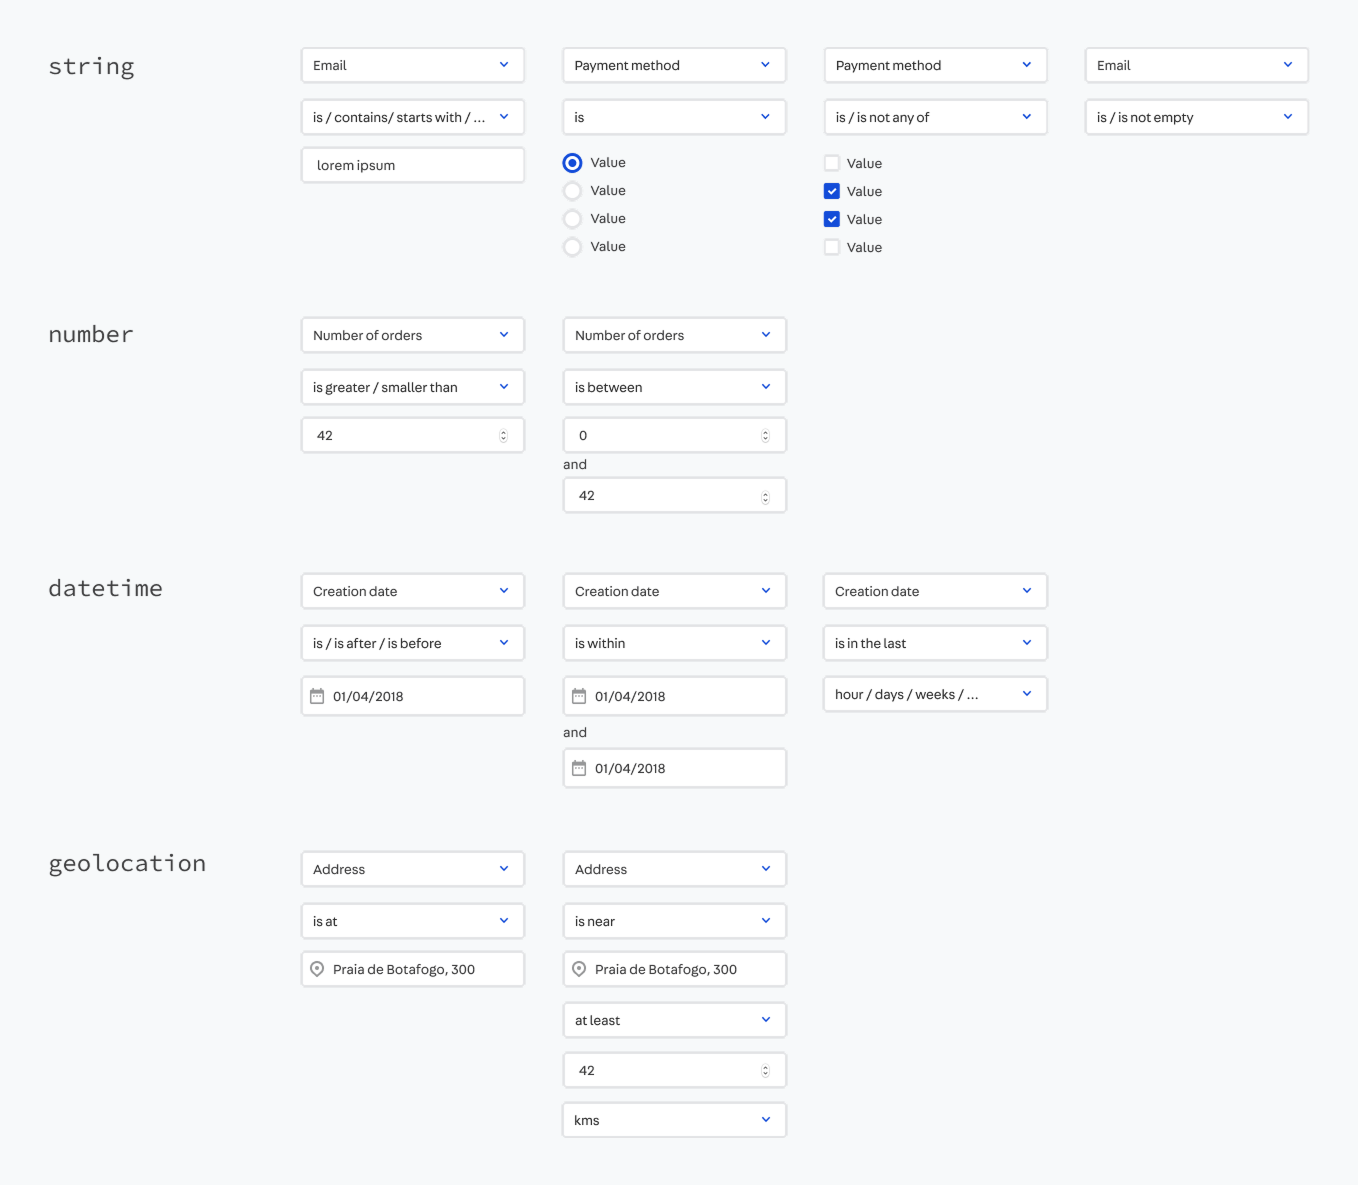 string
Email
Payment method
Payment method
Email
is / contains/ starts with / ...
is
is / is not any of
is / is not empty
lorem ipsum
Value
Value
Value
Value
Value
Value
Value
Value
number
Number of orders
Number of orders
is greater / smaller than
is between
42
0
and
42
datetime
Creation date
Creation date
Creation date
is / is after / is before
is within
is in the last
01/04/2018
01/04/2018
hour / days / weeks / ...
and
01/04/2018
geolocation
Address
Address
is at
is near
Praia de Botafogo, 300
Praia de Botafogo, 300
at least
42
kms